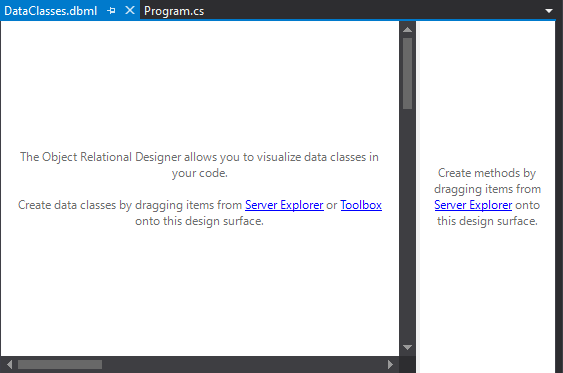 DataClasses.dbml
Program.cs
The Object Relational Designer allows you to visualize data classes in
your code.
Create data classes by dragging items from Server Explorer or Toolbox
onto this design surface.
Create methods by
dragging items from
Server Explorer onto
this design surface.